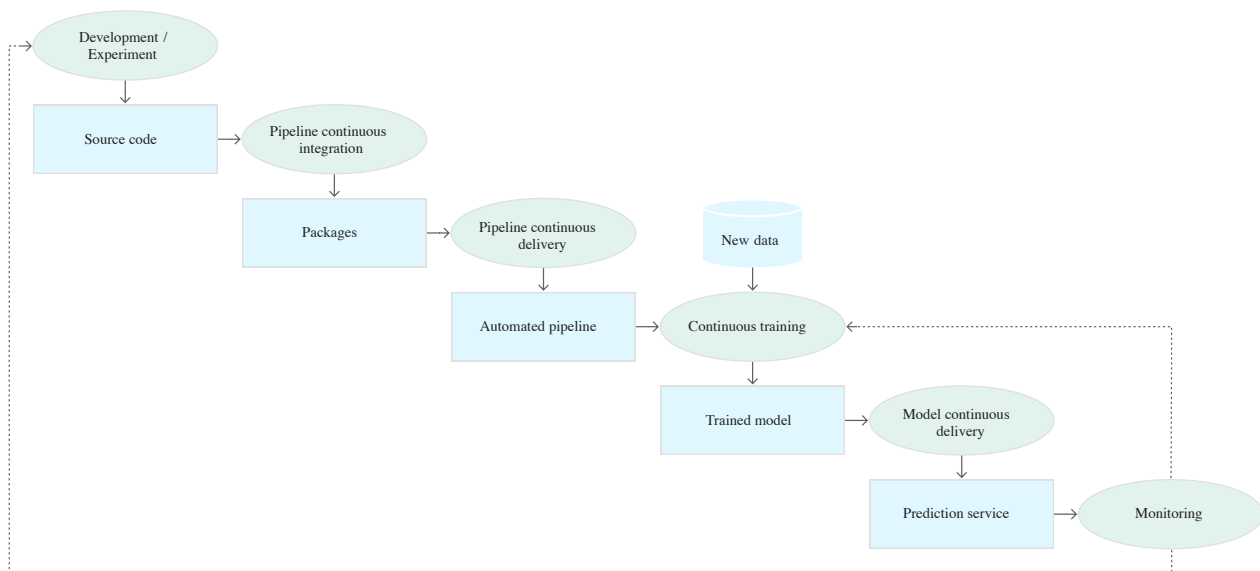 Development /
Experiment
Source code
Pipeline continuous
integration
Packages
Pipeline continuous
delivery
New data
Automated pipeline
Continuous training
Trained model
Model continuous
delivery
Prediction service
Monitoring